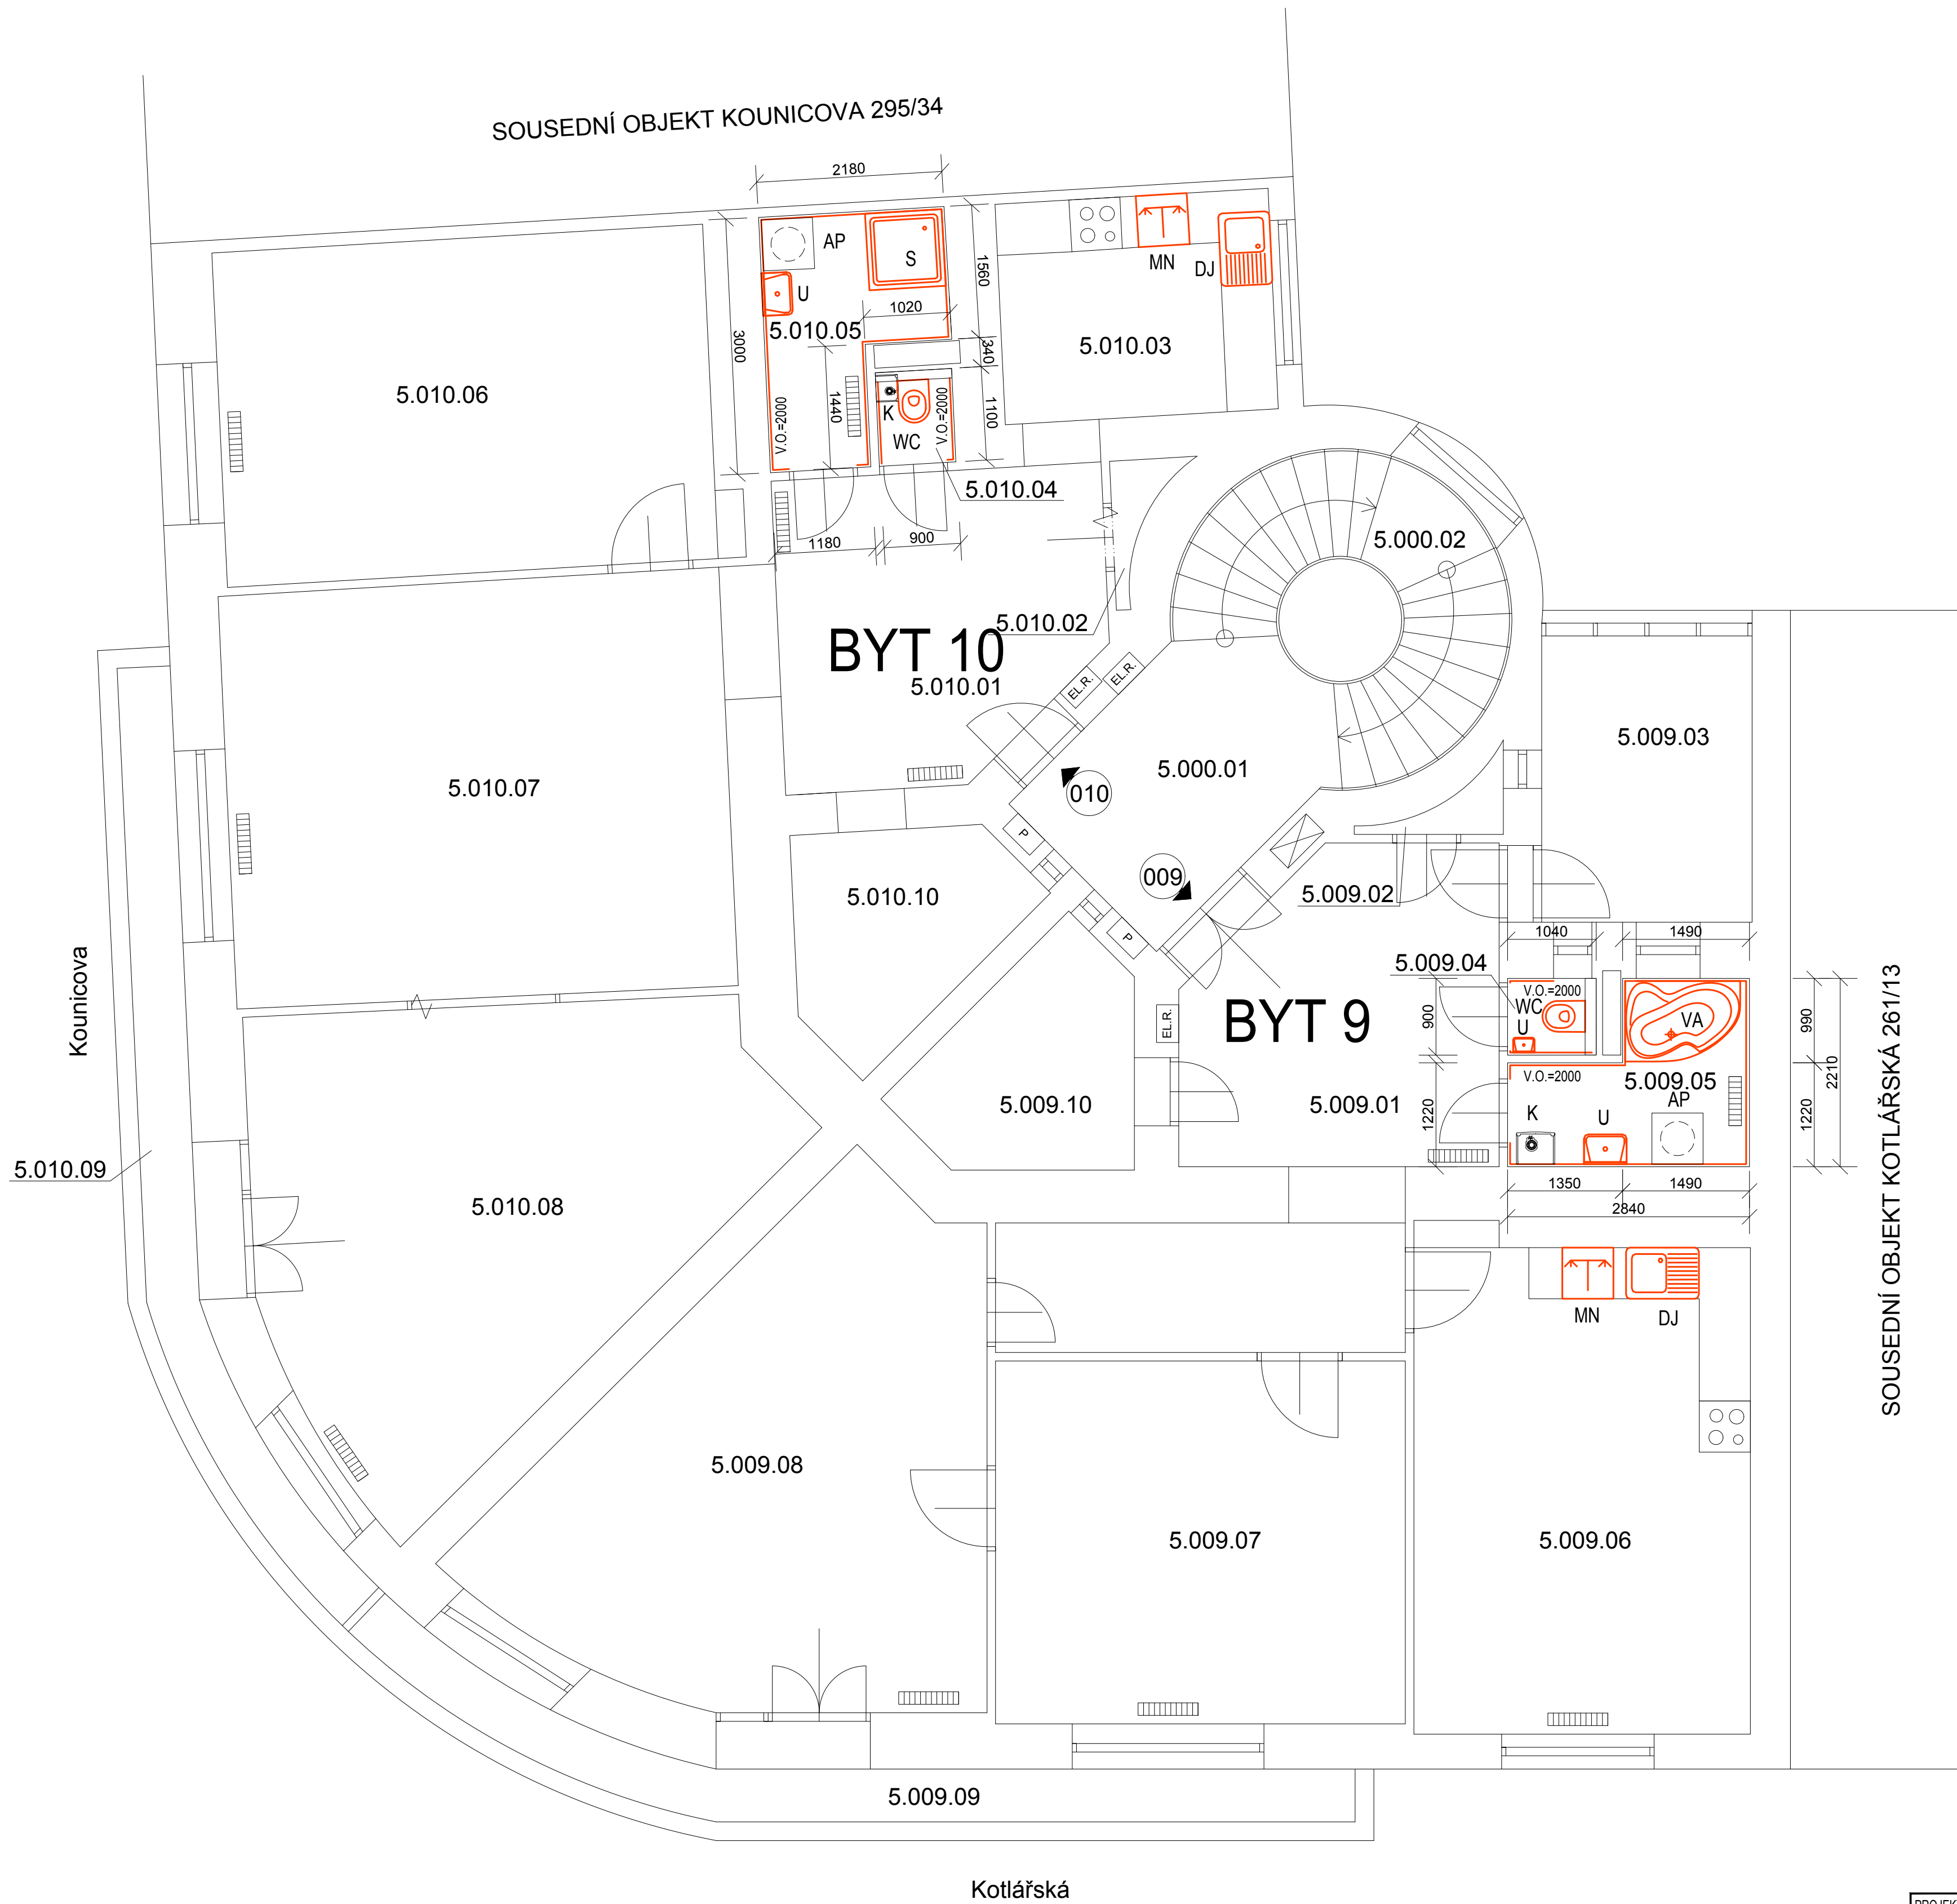 SOUSEDNÍ OBJEKT KOUNICOVA 295/34
2180
AP
S
U
1020
5.010.05
3000
1440
V.O.=2000
1560
340
1100
K
V.O.=2000
WC
5.010.04
1180
900
MN
DJ
5.010.03
5.010.06
5.000.02
5.010.02
BYT 10
5.010.01
EL.R.
EL.R.
5.010.07
5.000.01
010
P
009
P
5.010.10
5.009.03
5.009.02
Kounicova
1040
1490
5.009.04
V.O.=2000
WC
U
VA
900
990
2210
BYT 9
EL.R.
V.O.=2000
5.009.05
AP
K
U
5.009.10
5.009.01
1220
1220
SOUSEDNÍ OBJEKT KOTLÁŘSKÁ 261/13
5.010.09
1350
1490
2840
5.010.08
MN
DJ
5.009.08
5.009.07
5.009.06
5.009.09
Kotlářská